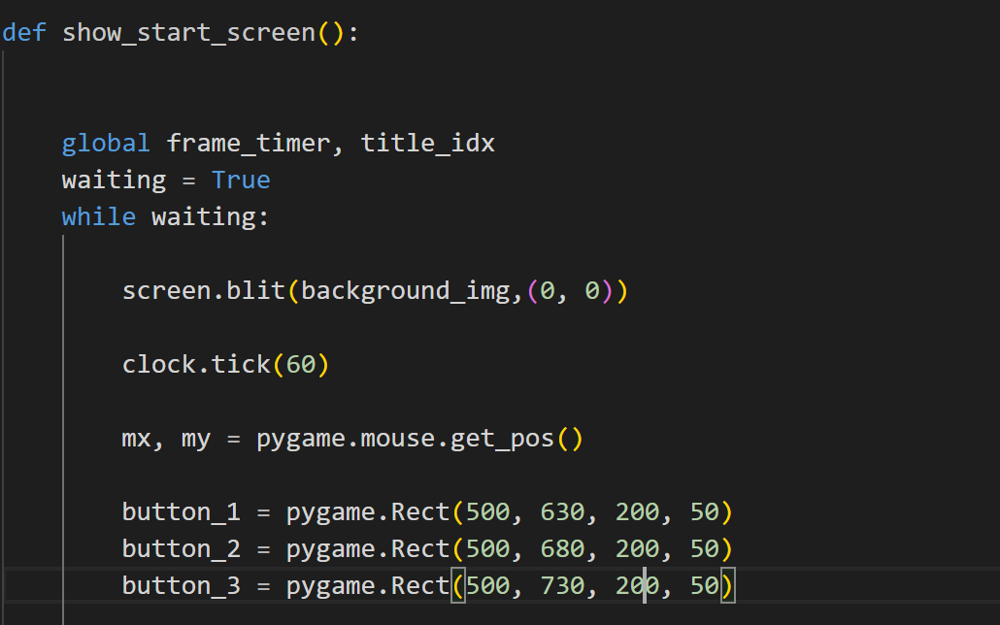 def show_start_screen():
global frame_timer, title_idx
waiting = True
while waiting:
screen.blit(background_img,(0, 0))
clock.tick(60)
mx, my = pygame.mouse.get_pos()
button_1 = pygame.Rect(500, 630, 200, 50)
button_2 = pygame.Rect(500, 680, 200, 50)
button_3 = pygame.Rect(500, 730, 200, 50)